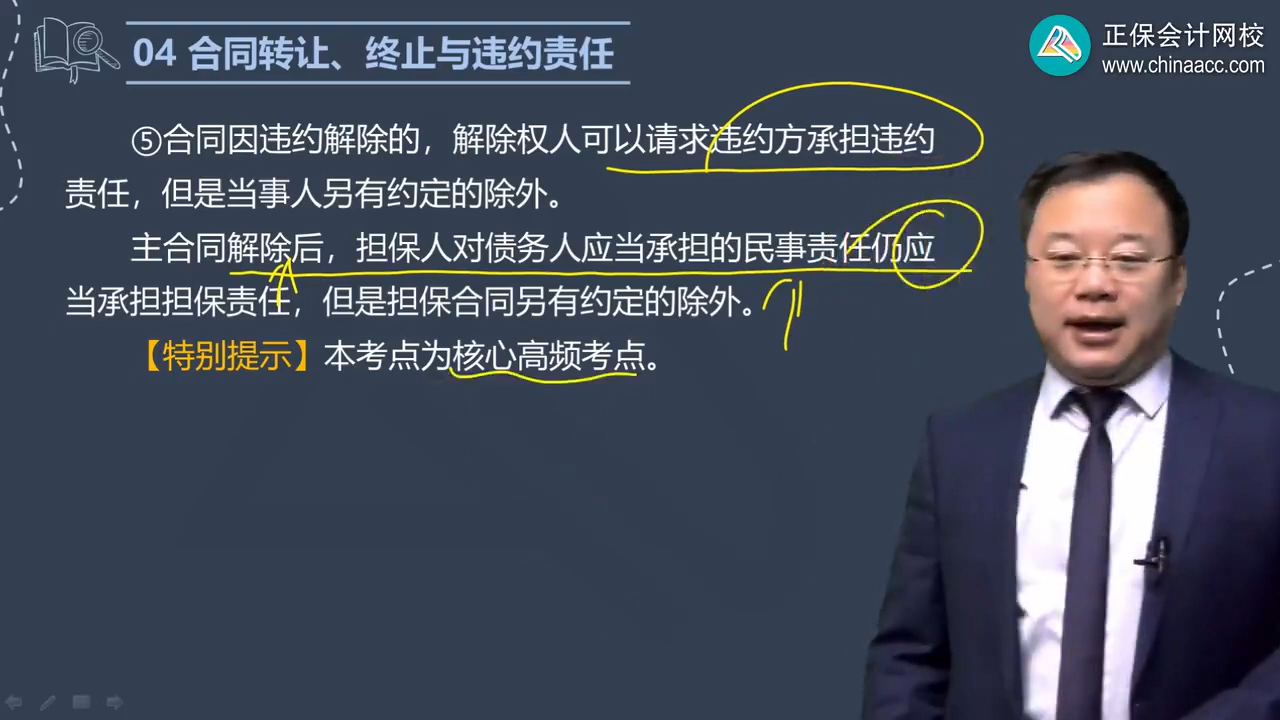 04 合同转让、终止与违约责任
正保会计网校
www.chinaacc.com
⑤合同因违约解除的，解除权人可以请求违约方承担违约
责任，但是当事人另有约定的除外。
主合同解除后，担保人对债务人应当承担的民事责任仍应
当承担担保责任，但是担保合同另有约定的除外。
【特别提示】本考点为核心高频考点。